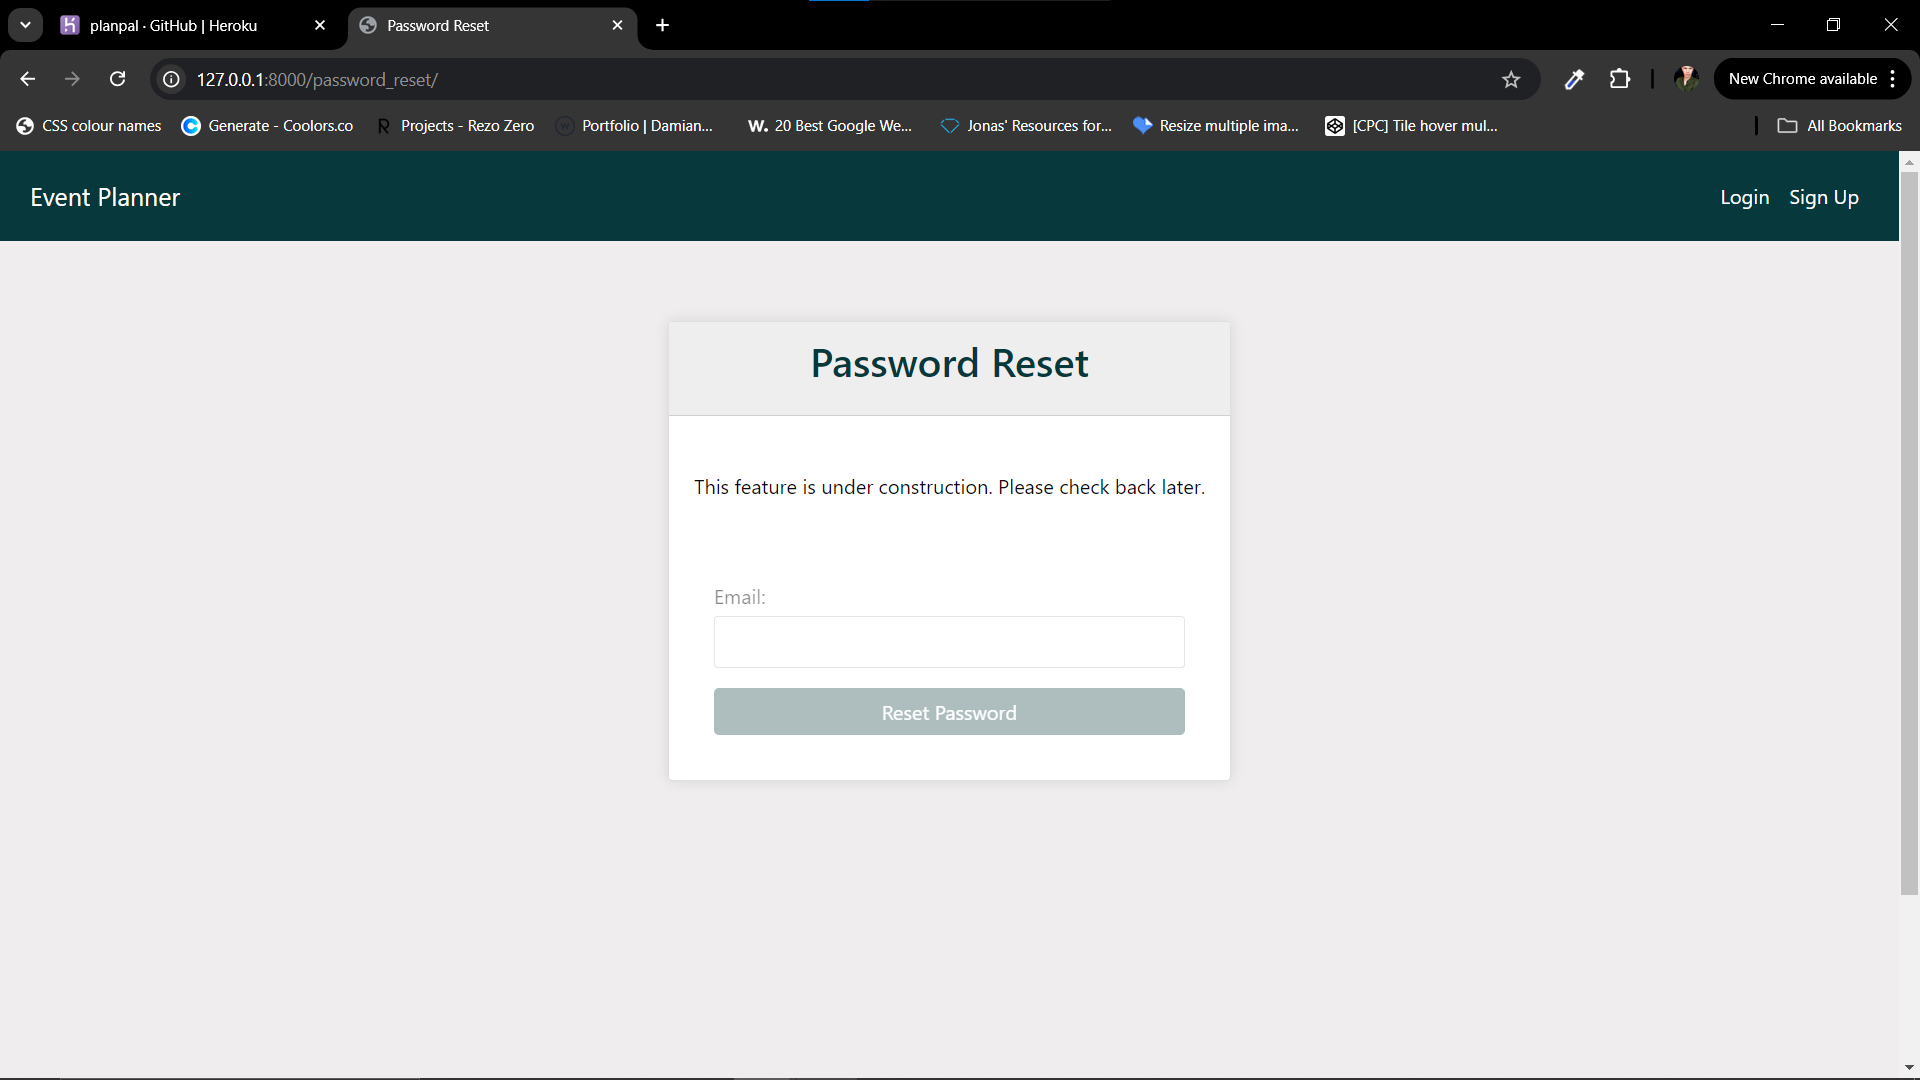 planpal · GitHub | Heroku
Password Reset
127.0.0.1:8000/password_reset/
New Chrome available
CSS colour names
Generate - Coolors.co
Projects - Rezo Zero
Portfolio | Damian...
20 Best Google We...
Jonas' Resources for...
Resize multiple ima...
[CPC] Tile hover mul...
All Bookmarks
Event Planner
Login
Sign Up
Password Reset
This feature is under construction. Please check back later.
Email:
Reset Password